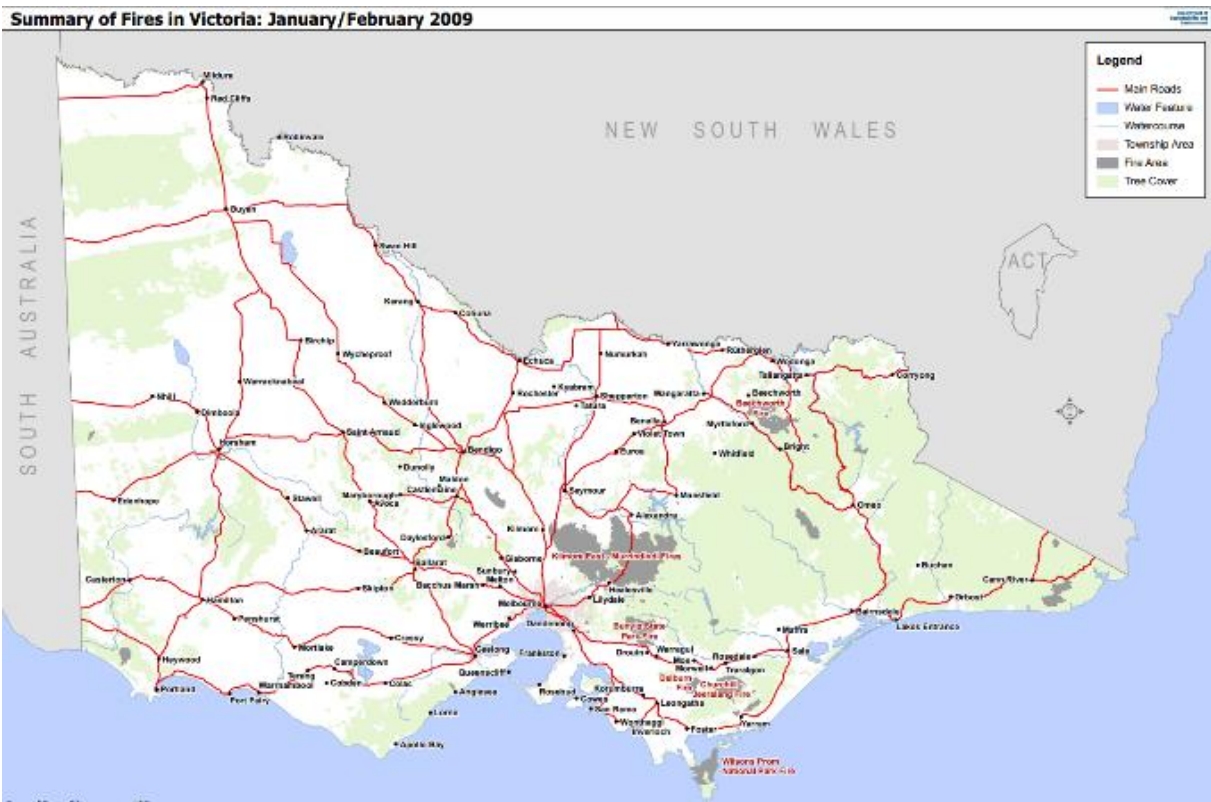 Summary of Fires in Victoria: January/February 2009
Legend
Main Roads
Water Feature
Watercourse
Township Area
Fire Area
Tree Cover
NEW SOUTH WALES
SOUTH AUSTRALIA
ACT
Mildura
Red Cliffs
Robinvale
Ouyen
Swan Hill
Kerang
Cohuna
Birchip
Wycheproof
Echuca
Numurkah
Yarrawonga
Rutherglen
Wodonga
Tallangatta
Corryong
Warracknabeal
Nhill
Dimboola
Wedderburn
Rochester
Kyabram
Shepparton
Tatura
Wangaratta
Beechworth
Beechworth
Fire
Inglewood
Saint Arnaud
Horsham
Benalla
Violet Town
Myrtleford
Bendigo
Euroa
Whitfield
Bright
Dunolly
Maldon
Castlemaine
Maryborough
Avoca
Edenhope
Stawell
Seymour
Mansfield
Omeo
Alexandra
Ararat
Kilmore
Daylesford
Beaufort
Gisborne
Kilmore East - Murrindindi Fires
Ballarat
Sunbury
Melton
Bacchus Marsh
Buchan
Casterton
Skipton
Healesville
Cann River
Hamilton
Melbourne
Lilydale
Orbost
Penshurst
Werribee
Dandenong
Bunyip State
Park Fire
Bairnsdale
Lakes Entrance
Maffra
Cressy
Mortlake
Geelong
Frankston
Drouin
Warragul
Moe
Morwell
Rosedale
Traralgon
Sale
Heywood
Camperdown
Terang
Queenscliff
Delburn
Fire
Churchill
Jeeralang Fire
Portland
Port Fairy
Warrnambool
Cobden
Colac
Anglesea
Rosebud
Korumburra
Cowes
San Remo
Leongatha
Lorne
Wonthaggi
Inverloch
Foster
Yarram
Apollo Bay
Wilsons Prom
National Park Fire